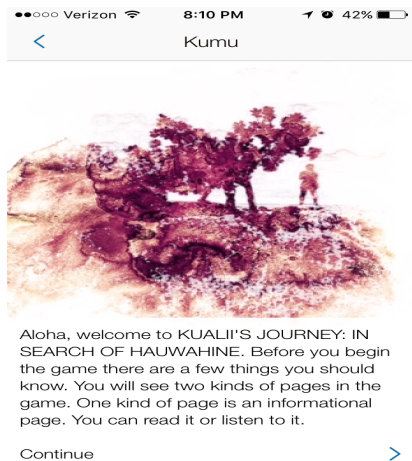 Verizon 8:10 PM 42%
Kumu
Aloha, welcome to KUALII'S JOURNEY: IN
SEARCH OF HAUWAHINE. Before you begin
the game there are a few things you should
know. You will see two kinds of pages in the
game. One kind of page is an informational
page. You can read it or listen to it.
Continue